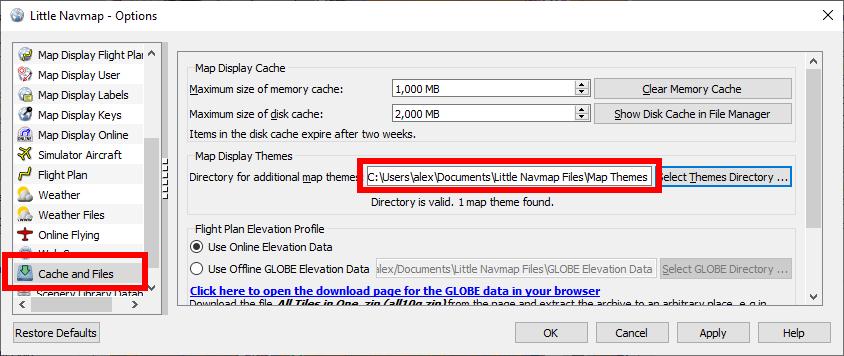 Little Navmap - Options
Map Display Flight Plan
Map Display User
Map Display Labels
Map Display Keys
Map Display Online
Simulator Aircraft
Flight Plan
Weather
Weather Files
Online Flying
Cache and Files
Scenery Library Datab
Restore Defaults
Map Display Cache
Maximum size of memory cache: 1,000 MB Clear Memory Cache
Maximum size of disk cache: 2,000 MB Show Disk Cache in File Manager
Items in the disk cache expire after two weeks.
Map Display Themes
Directory for additional map themes C:\Users\alex\Documents\Little Navmap Files\Map Themes Select Themes Directory ...
Directory is valid. 1 map theme found.
Flight Plan Elevation Profile
Use Online Elevation Data
Use Offline GLOBE Elevation Data alex/Documents\Little Navmap Files\GLOBE Elevation Data Select GLOBE Directory ...
Click here to open the download page for the GLOBE data in your browser
Download the file All Tiles in One .zip (all10g.zip) from the page and extract the archive to an arbitrary place, e.g in
OK Cancel Apply Help